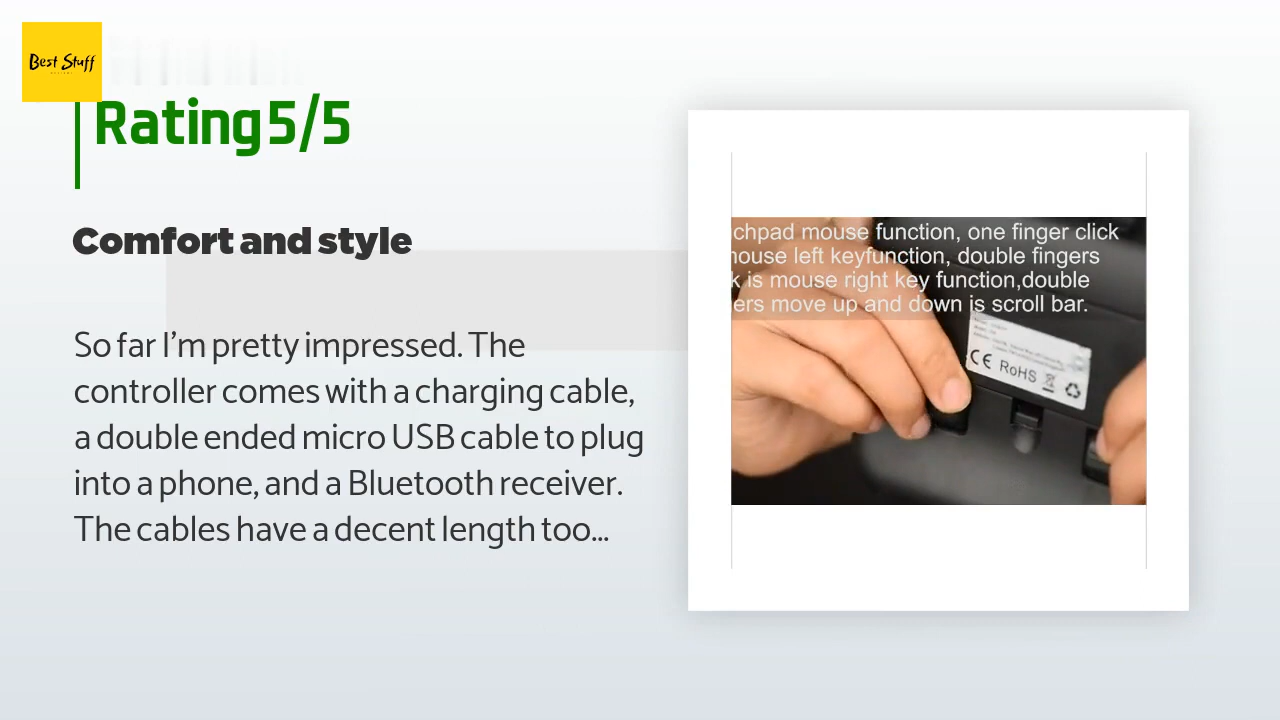 Best Stuff
Rating 5/5
Comfort and style
So far I'm pretty impressed. The
controller comes with a charging cable,
a double ended micro USB cable to plug
into a phone, and a Bluetooth receiver.
The cables have a decent length too...
chpad mouse function, one finger click
mouse left keyfunction, double fingers
k is mouse right key function,double
ers move up and down is scroll bar.
CE RoHS